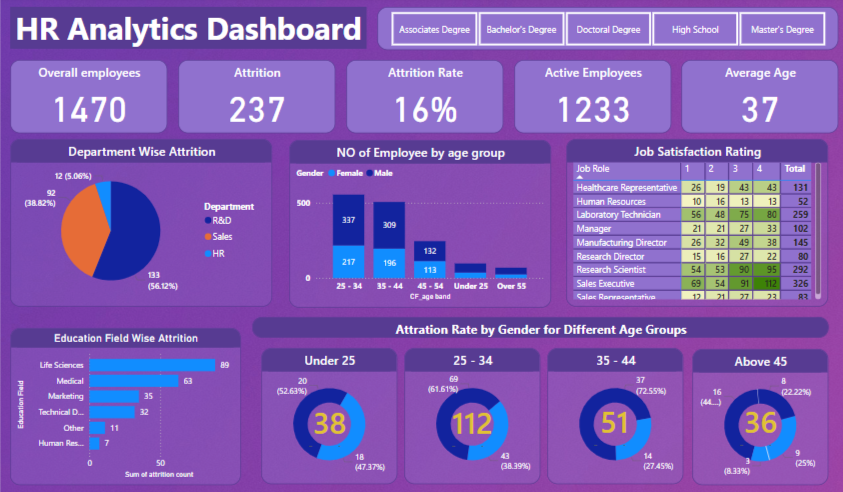 HR Analytics Dashboard
Associates Degree Bachelor's Degree Doctoral Degree High School Master's Degree
Overall employees
1470
Attrition
237
Attrition Rate
16%
Active Employees
1233
Average Age
37
Department Wise Attrition
12 (5.06%)
92
(38.82%)
133
(56.12%)
Department
R&D
Sales
HR
NO of Employee by age group
Gender Female Male
500
0
337
217
309
196
132
113
25 - 34 35 - 44 45 - 54 Under 25 Over 55
CF_age band
Job Satisfaction Rating
Job Role 1 2 3 4 Total
Healthcare Representative 26 19 43 43 131
Human Resources 10 16 13 13 52
Laboratory Technician 56 48 75 80 259
Manager 21 21 27 33 102
Manufacturing Director 26 32 49 38 145
Research Director 15 16 27 22 80
Research Scientist 54 53 90 95 292
Sales Executive 69 54 91 112 326
Sales Representative 12 21 27 23 83
Education Field Wise Attrition
Education Field
Life Sciences 89
Medical 63
Marketing 35
Technical D... 32
Other 11
Human Res... 7
0 50
Sum of attrition count
Attration Rate by Gender for Different Age Groups
Under 25
20
(52.63%)
38
18
(47.37%)
25 - 34
69
(61.61%)
112
43
(38.39%)
35 - 44
37
(72.55%)
51
14
(27.45%)
Above 45
8
(22.22%)
16
(44....)
36
3
(8.33%)
9
(25%)